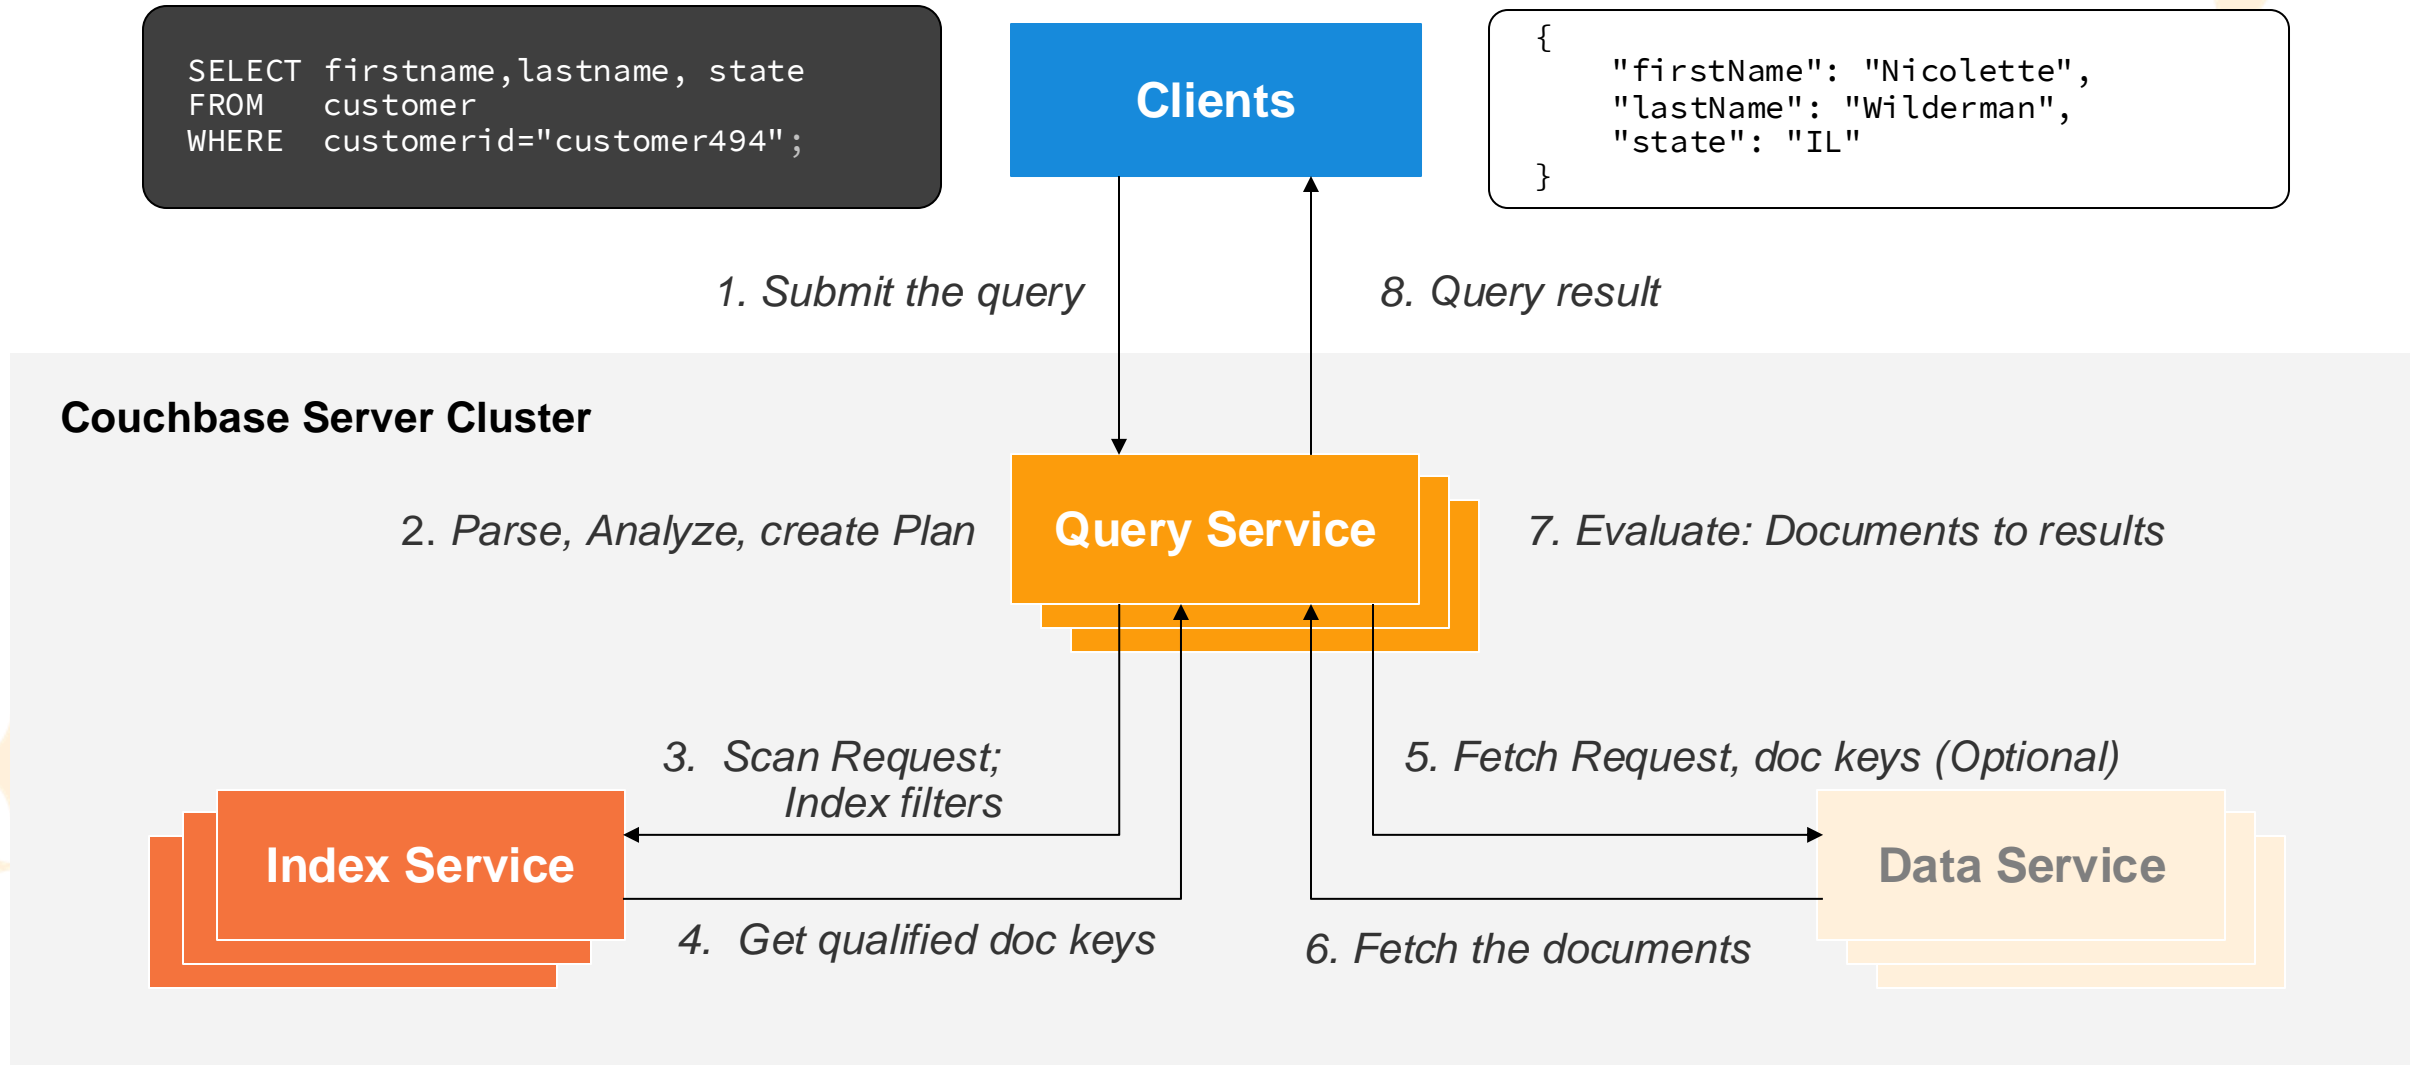 SELECT firstname,lastname, state
FROM   customer
WHERE  customerid="customer494";
Clients
{
    "firstName": "Nicolette",
    "lastName": "Wilderman",
    "state": "IL"
}
1. Submit the query
8. Query result
Couchbase Server Cluster
2. Parse, Analyze, create Plan
Query Service
7. Evaluate: Documents to results
3. Scan Request;
Index filters
5. Fetch Request, doc keys (Optional)
Index Service
Data Service
4. Get qualified doc keys
6. Fetch the documents